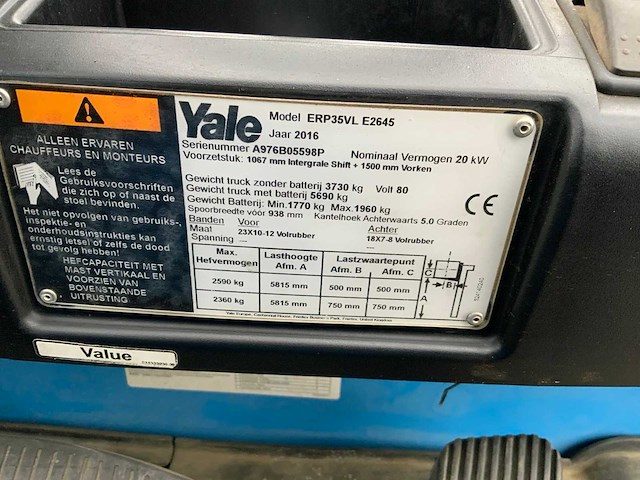 Yale Model ERP35VL E2645
Jaar 2016
Serienummer A976B05598P Nominaal Vermogen 20 kW
Voorzetstuk: 1067 mm Intergrale Shift + 1500 mm Vorken
ALLEEN ERVAREN
CHAUFFEURS EN MONTEURS
Lees de
Gebruiksvoorschriften
die zich op of naast de
stoel bevinden.
Het niet opvolgen van gebruiks-,
inspektie- en
onderhoudsinstrukties kan
ernstig letsel of zelfs de dood
tot gevolg hebben!
HEFCAPACITEIT MET
MAST VERTIKAAL EN
VOORZIEN VAN
BOVENSTAANDE
UITRUSTING
Gewicht truck zonder batterij 3730 kg Volt 80
Gewicht truck met batterij 5690 kg
Gewicht Batterij: Min.1770 kg Max.1960 kg
Spoorbreedte vóór 938 mm Kantelhoek Achterwaarts 5.0 Graden
Banden Voor Achter
Maat 23X10-12 Volrubber 18X7-8 Volrubber
Spanning --- ---
CE
Max. Hefvermogen Lasthoogte Afm. A Lastzwaartepunt Afm. B Afm. C
2590 kg 5815 mm 500 mm 500 mm
2360 kg 5815 mm 750 mm 750 mm
C
B
A
Value